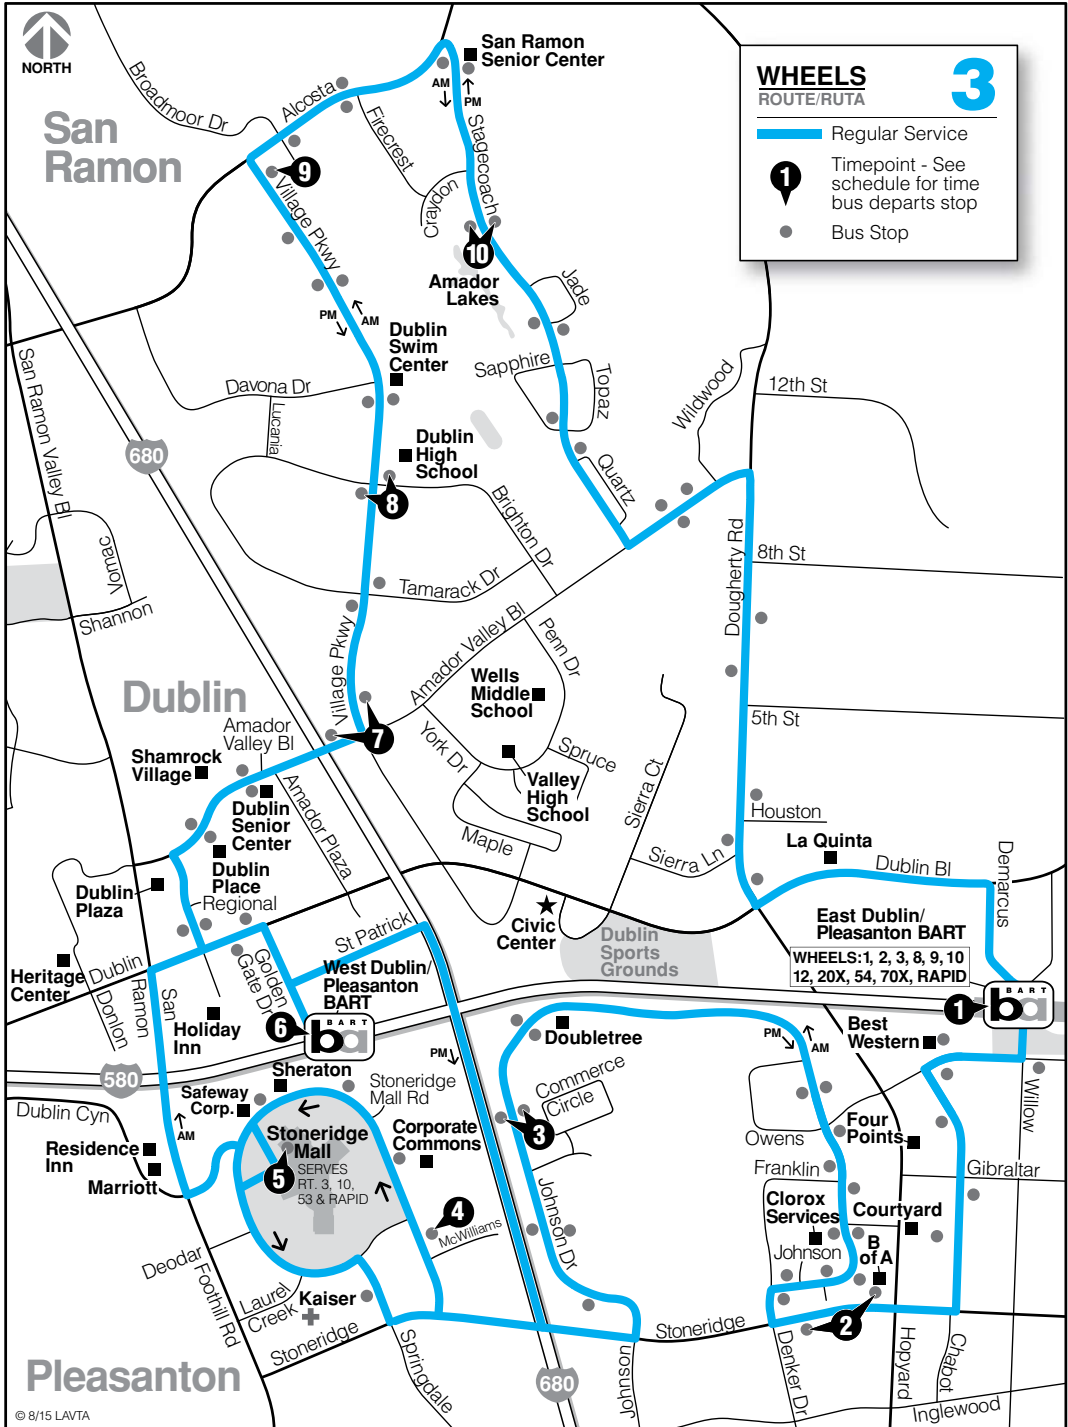 NORTH
San
Ramon
Broadmoor Dr
Alcosta
Firecrest
AM
PM
San Ramon
Senior Center
Stagecoach
Craydon
WHEELS
ROUTE/RUTA
3
Regular Service
1
Timepoint - See
schedule for time
bus departs stop
Bus Stop
9
Village Pkwy
10
Amador
Lakes
Jade
PM
AM
Dublin
Swim
Center
Sapphire
Topaz
Wildwood
12th St
San Ramon Valley Bl
Davona Dr
Lucania
680
Dublin
High
School
8
Quartz
Brighton Dr
Dougherty Rd
8th St
Vomac
Shannon
Tamarack Dr
Village Pkwy
Amador Valley Bl
Penn Dr
Wells
Middle
School
Dublin
5th St
7
Amador
Valley Bl
York Dr
Spruce
Sierra Ct
Shamrock
Village
Valley
High
School
Amador Plaza
Dublin
Senior
Center
Houston
Maple
Sierra Ln
La Quinta
Dublin Bl
Demarcus
Dublin
Place
Regional
Dublin
Plaza
St Patrick
Civic
Center
Dublin
Sports
Grounds
East Dublin/
Pleasanton BART
WHEELS:1, 2, 3, 8, 9, 10
12, 20X, 54, 70X, RAPID
Heritage
Center
Dublin
Donlon
San
Ramon
Golden
Gate Dr
West Dublin/
Pleasanton
BART
Holiday
Inn
6
BART
ba
1
BART
ba
Doubletree
PM
AM
Best
Western
PM
580
Sheraton
Stoneridge
Mall Rd
Commerce
Circle
Willow
Dublin Cyn
Safeway
Corp.
AM
Residence
Inn
Marriott
Stoneridge
Mall
SERVES
RT. 3, 10,
53 & RAPID
5
Corporate
Commons
3
Owens
Four
Points
Franklin
Gibraltar
4
McWilliams
Johnson Dr
Clorox
Services
Courtyard
Johnson
B
of A
Deodar
Foothill Rd
Laurel
Creek
Kaiser
Stoneridge
Springdale
Stoneridge
2
Johnson
Denker Dr
Hopyard
Chabot
Inglewood
680
Pleasanton
© 8/15 LAVTA